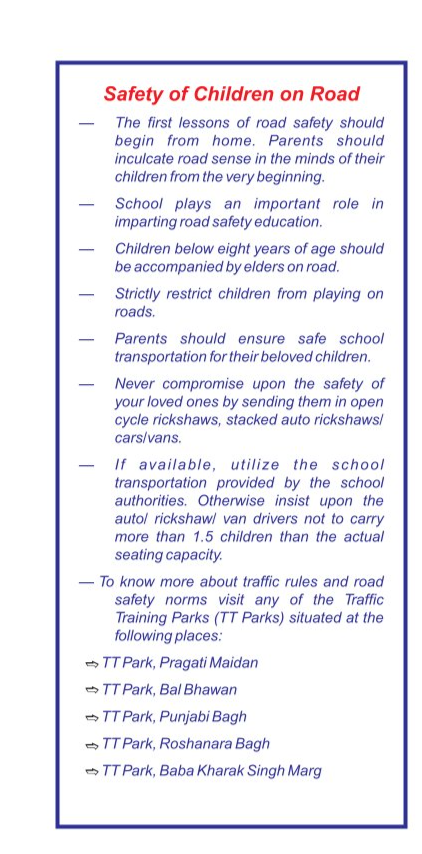 Safety of Children on Road
— The first lessons of road safety should
begin from home. Parents should
inculcate road sense in the minds of their
children from the very beginning.
— School plays an important role in
imparting road safety education.
— Children below eight years of age should
be accompanied by elders on road.
— Strictly restrict children from playing on
roads.
— Parents should ensure safe school
transportation for their beloved children.
— Never compromise upon the safety of
your loved ones by sending them in open
cycle rickshaws, stacked auto rickshaws/
cars/vans.
— If available, utilize the school
transportation provided by the school
authorities. Otherwise insist upon the
auto/ rickshaw/ van drivers not to carry
more than 1.5 children than the actual
seating capacity.
— To know more about traffic rules and road
safety norms visit any of the Traffic
Training Parks (TT Parks) situated at the
following places:
⇨ TT Park, Pragati Maidan
⇨ TT Park, Bal Bhawan
⇨ TT Park, Punjabi Bagh
⇨ TT Park, Roshanara Bagh
⇨ TT Park, Baba Kharak Singh Marg